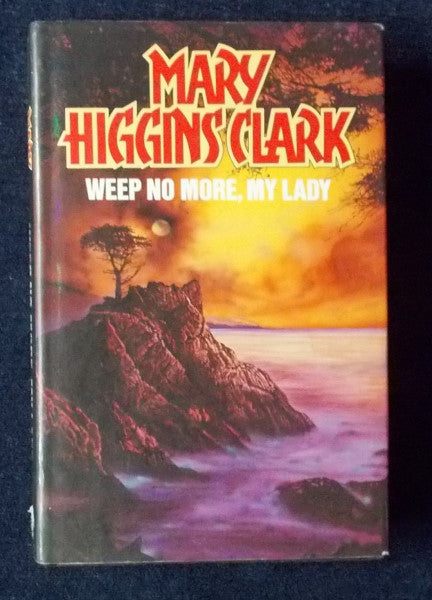 MARY
HIGGINS CLARK
WEEP NO MORE, MY LADY